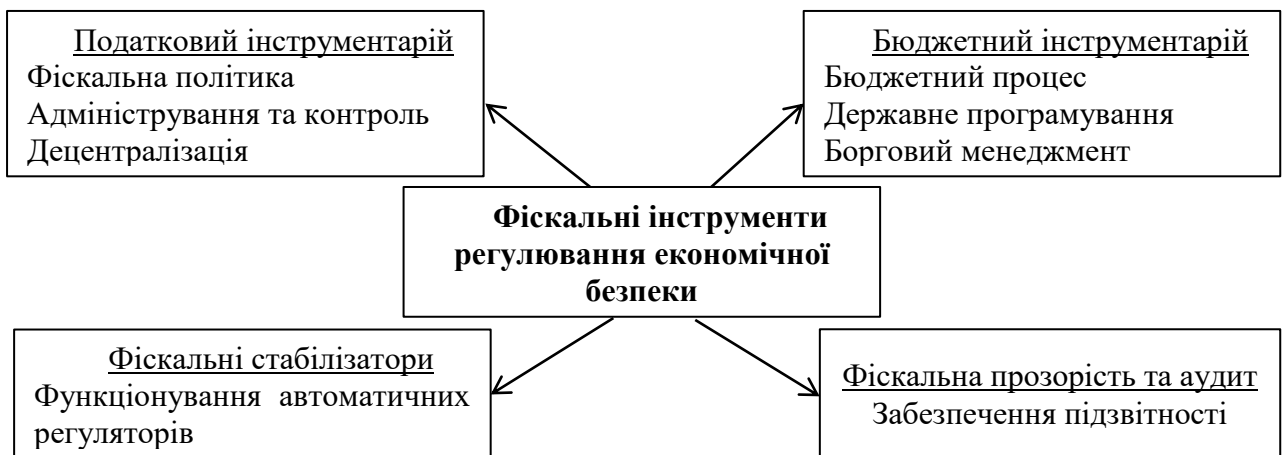 Податковий інструментарій
Фіскальна політика
Адміністрування та контроль
Децентралізація
Бюджетний інструментарій
Бюджетний процес
Державне програмування
Борговий менеджмент
Фіскальні інструменти
регулювання економічної
безпеки
Фіскальні стабілізатори
Функціонування автоматичних
регуляторів
Фіскальна прозорість та аудит
Забезпечення підзвітності